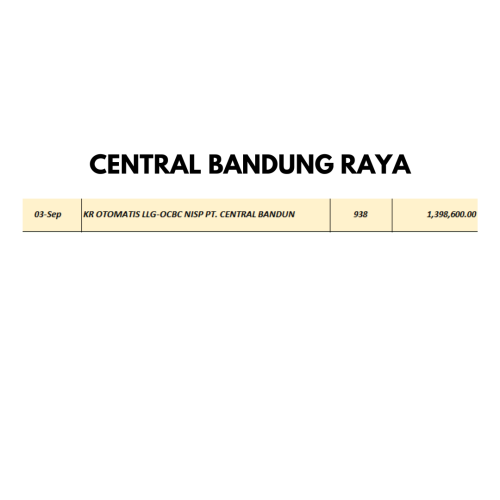 CENTRAL BANDUNG RAYA
03-Sep KR OTOMATIS LLG-OCBC NISP PT. CENTRAL BANDUN 938 1,398,600.00